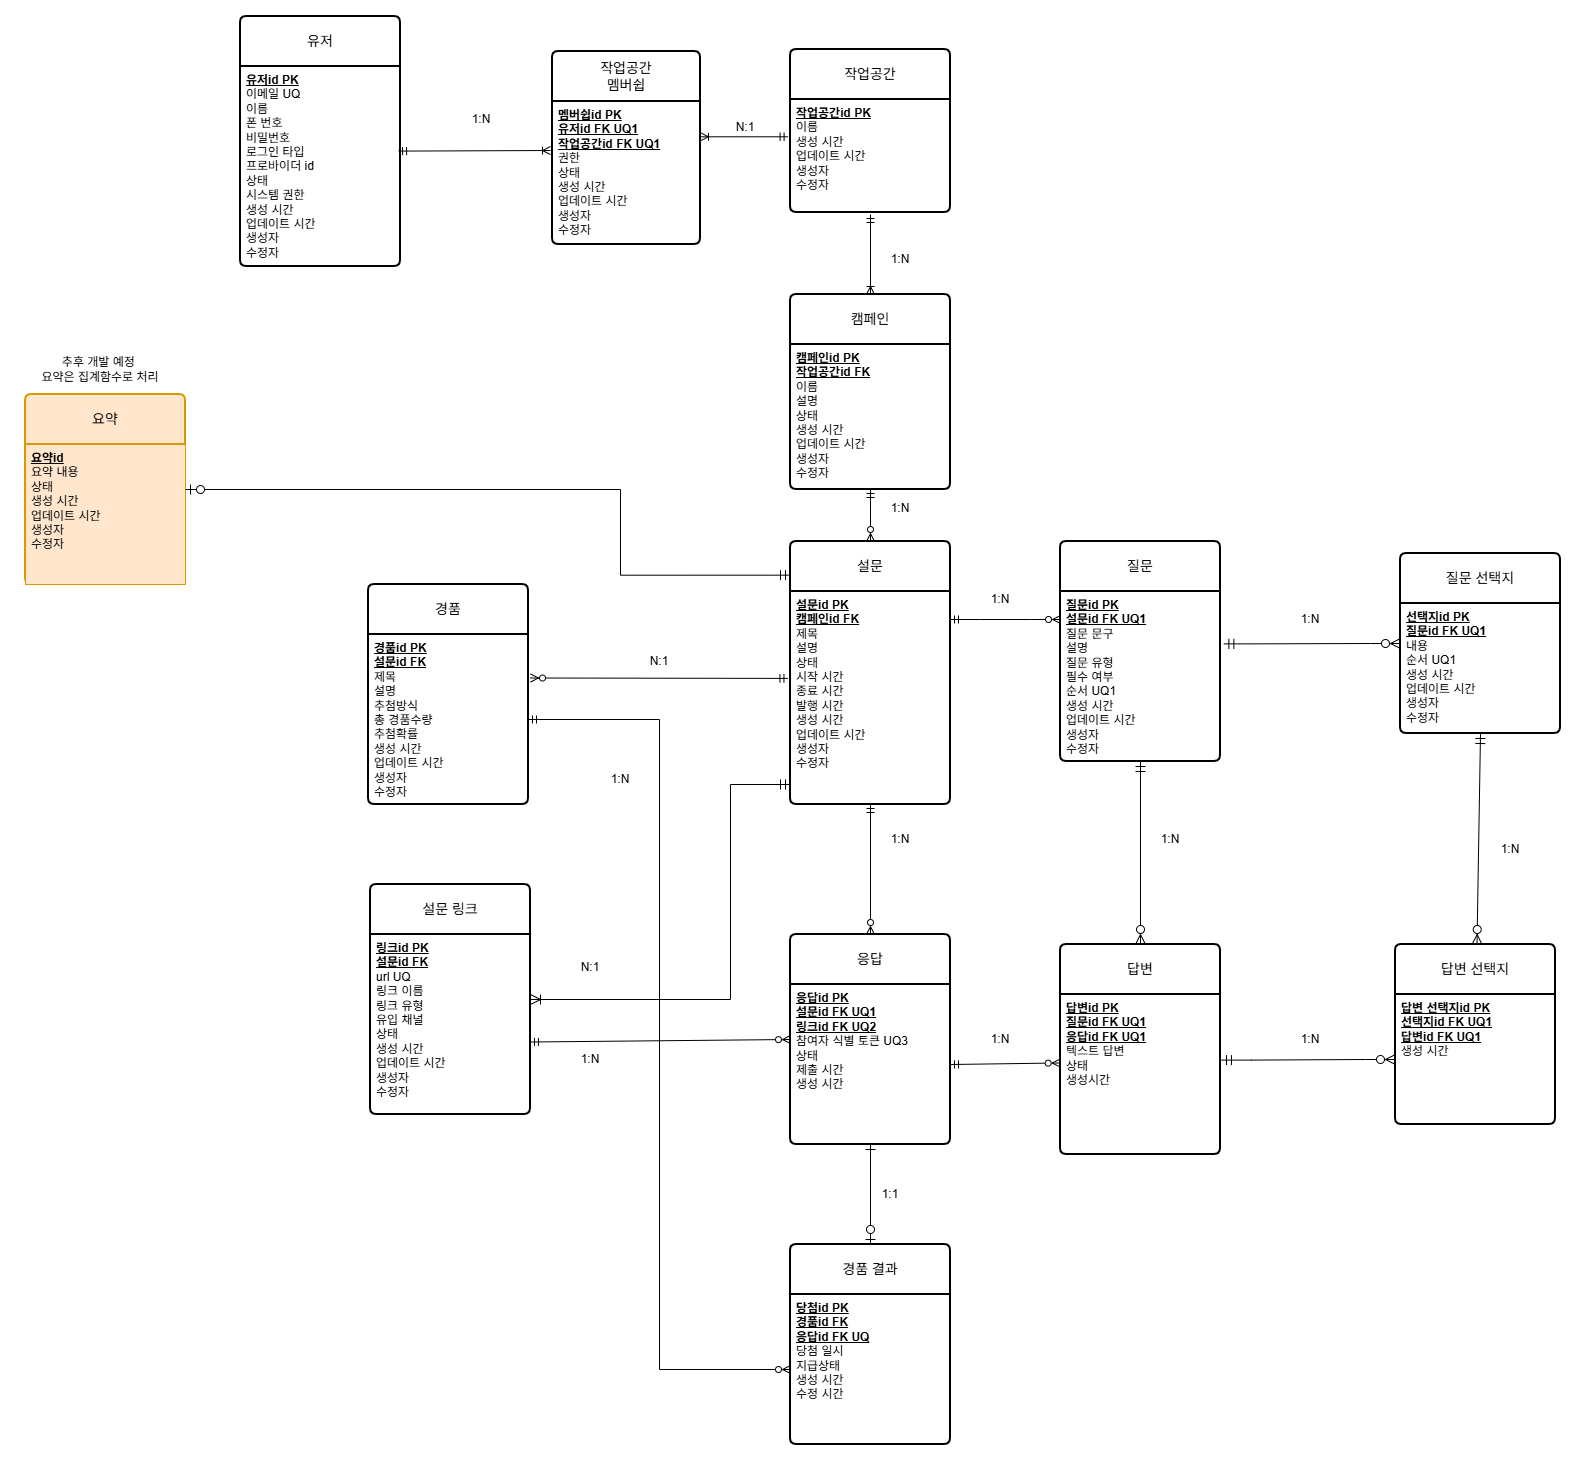 유저
유저id PK
이메일 UQ
이름
폰 번호
비밀번호
로그인 타입
프로바이더 id
상태
시스템 권한
생성 시간
업데이트 시간
생성자
수정자
1:N
작업공간
멤버쉽
멤버쉽id PK
유저id FK UQ1
작업공간id FK UQ1
권한
상태
생성 시간
업데이트 시간
생성자
수정자
N:1
작업공간
작업공간id PK
이름
생성 시간
업데이트 시간
생성자
수정자
1:N
캠페인
캠페인id PK
작업공간id FK
이름
설명
상태
생성 시간
업데이트 시간
생성자
수정자
1:N
추후 개발 예정
요약은 집계함수로 처리
요약
요약id
요약 내용
상태
생성 시간
업데이트 시간
생성자
수정자
경품
경품id PK
설문id FK
제목
설명
추첨방식
총 경품수량
추첨확률
생성 시간
업데이트 시간
생성자
수정자
N:1
1:N
설문
설문id PK
캠페인id FK
제목
설명
상태
시작 시간
종료 시간
발행 시간
생성 시간
업데이트 시간
생성자
수정자
1:N
질문
질문id PK
설문id FK UQ1
질문 문구
설명
질문 유형
필수 여부
순서 UQ1
생성 시간
업데이트 시간
생성자
수정자
1:N
질문 선택지
선택지id PK
질문id FK UQ1
내용
순서 UQ1
생성 시간
업데이트 시간
생성자
수정자
1:N
1:N
1:N
설문 링크
링크id PK
설문id FK
url UQ
링크 이름
링크 유형
유입 채널
상태
생성 시간
업데이트 시간
생성자
수정자
N:1
1:N
응답
응답id PK
설문id FK UQ1
링크id FK UQ2
참여자 식별 토큰 UQ3
상태
제출 시간
생성 시간
1:N
답변
답변id PK
질문id FK UQ1
응답id FK UQ1
텍스트 답변
상태
생성시간
1:N
답변 선택지
답변 선택지id PK
선택지id FK UQ1
답변id FK UQ1
생성 시간
1:1
경품 결과
당첨id PK
경품id FK
응답id FK UQ
당첨 일시
지급상태
생성 시간
수정 시간